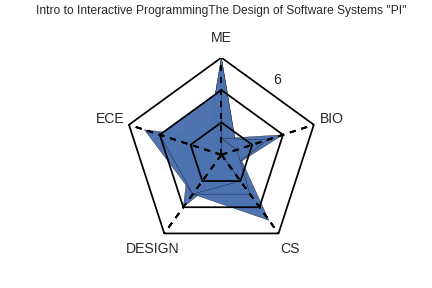 Intro to Interactive ProgrammingThe Design of Software Systems "PI"
ME
6
ECE
BIO
DESIGN
CS